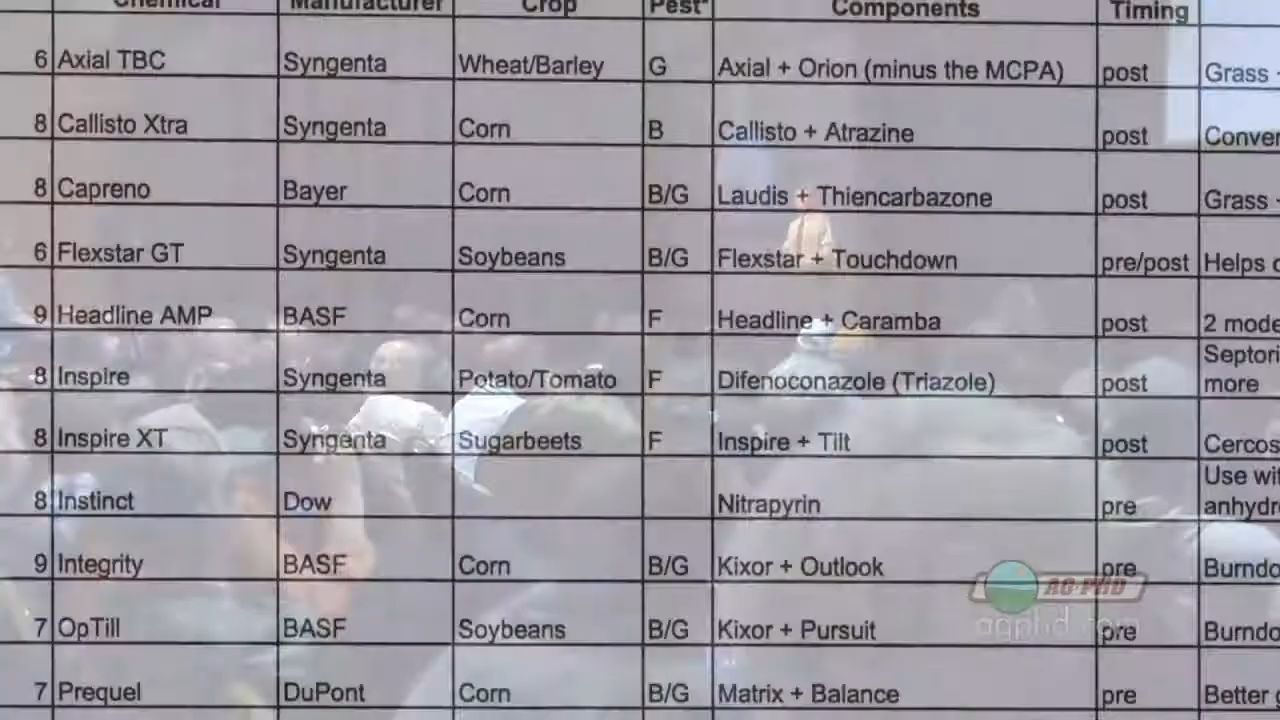 Chemical Manufacturer Crop Pest* Components Timing
6 Axial TBC Syngenta Wheat/Barley G Axial + Orion (minus the MCPA) post Grass
8 Callisto Xtra Syngenta Corn B Callisto + Atrazine post Conver
8 Capreno Bayer Corn B/G Laudis + Thiencarbazone post Grass
6 Flexstar GT Syngenta Soybeans B/G Flexstar + Touchdown pre/post Helps
9 Headline AMP BASF Corn F Headline + Caramba post 2 mode
Septori
8 Inspire Syngenta Potato/Tomato F Difenoconazole (Triazole) post more
8 Inspire XT Syngenta Sugarbeets F Inspire + Tilt post Cercos
Use wit
8 Instinct Dow Nitrapyrin pre anhydr
9 Integrity BASF Corn B/G Kixor + Outlook pre Burndo
AG PHD
7 OpTill BASF Soybeans B/G Kixor + Pursuit pre Burndo
agphd.com
7 Prequel DuPont Corn B/G Matrix + Balance pre Better